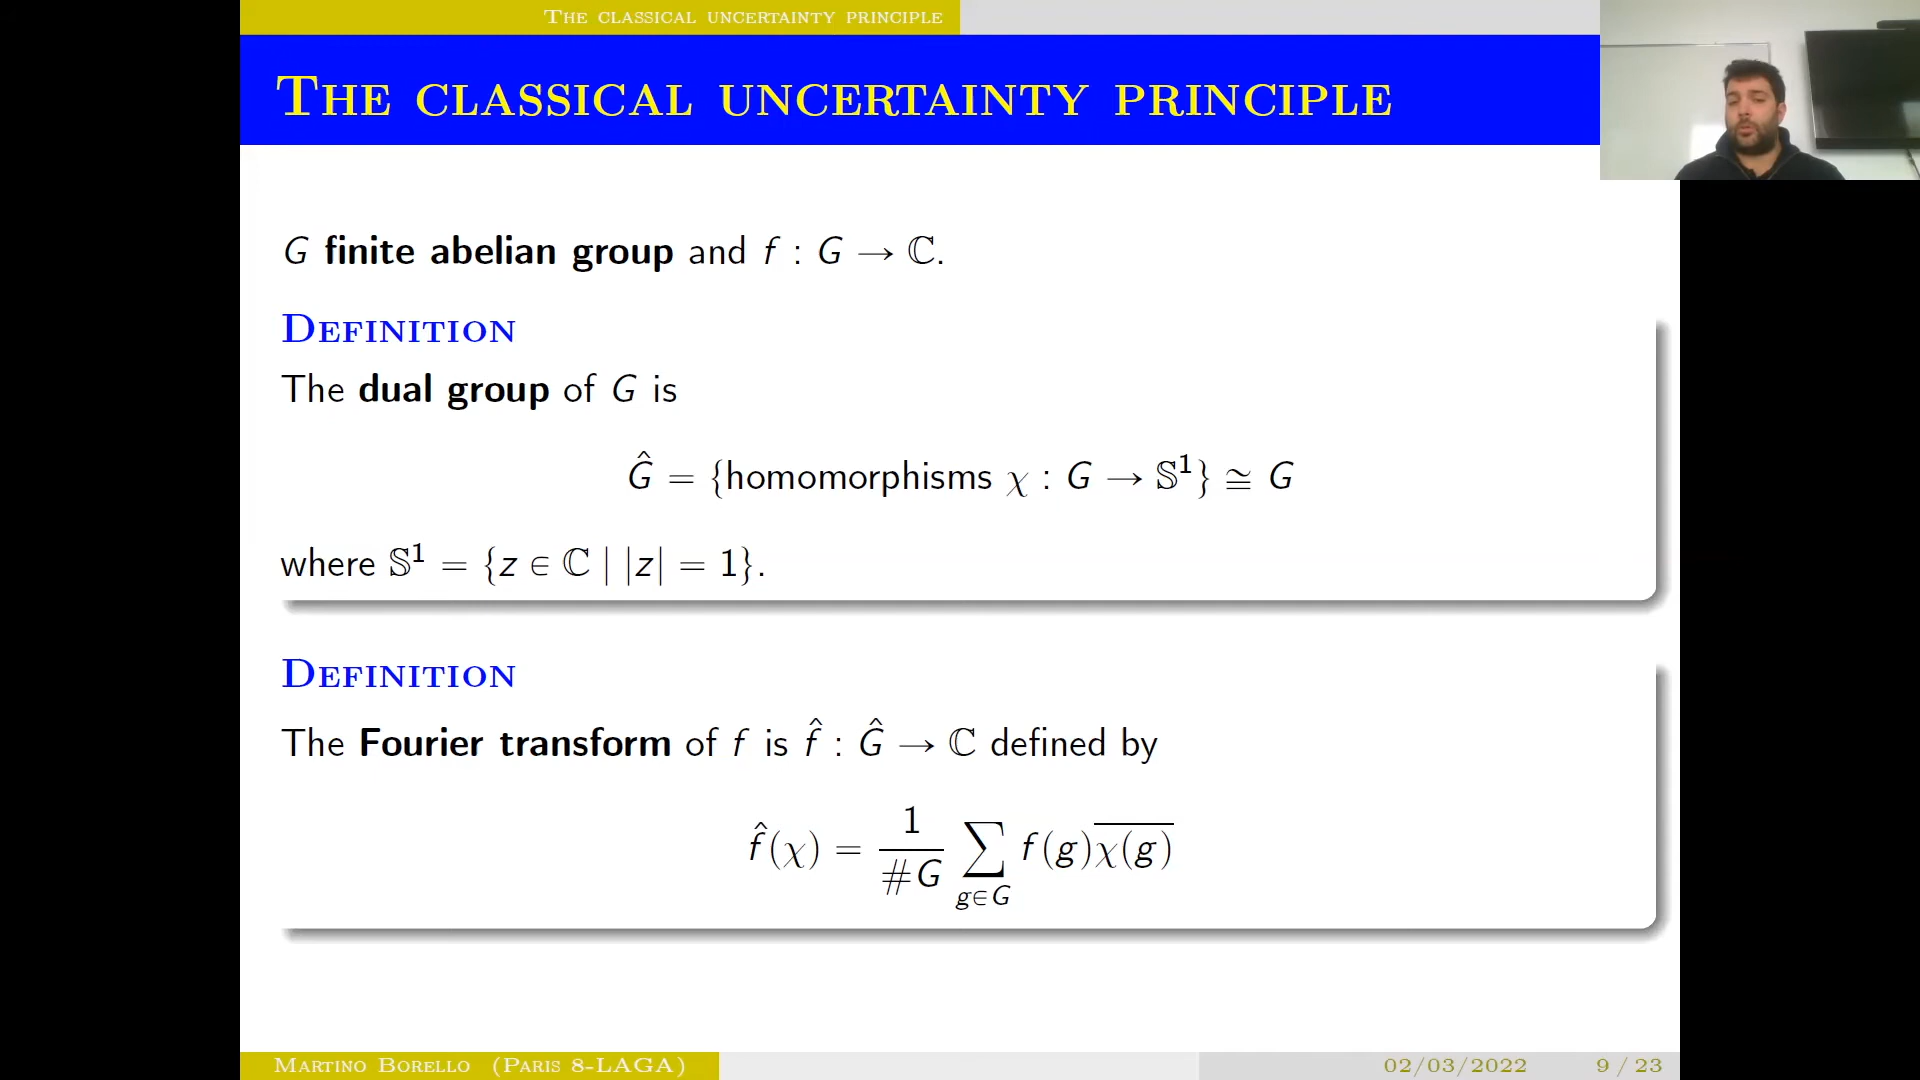 The classical uncertainty principle
The classical uncertainty principle
G finite abelian group and f : G → ℂ.
Definition
The dual group of G is
Ĝ = {homomorphisms χ : G → 𝕊¹} ≅ G
where 𝕊¹ = {z ∈ ℂ | |z| = 1}.
Definition
The Fourier transform of f is f̂ : Ĝ → ℂ defined by
f̂(χ) = 1/#G ∑_{g∈G} f(g)\overline{χ(g)}
Martino Borello (Paris 8-LAGA) 02/03/2022 9 / 23